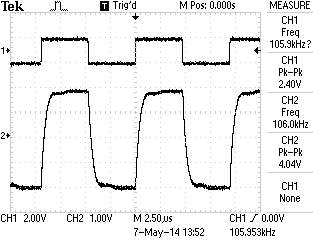 Tek T Trig'd M Pos: 0.000s MEASURE
CH1
Freq
105.9kHz?
CH1
Pk-Pk
2.40V
CH2
Freq
106.0kHz
CH2
Pk-Pk
4.04V
CH1
None
1
2
CH1 2.00V CH2 1.00V M 2.50µs CH1 0.00V
7-May-14 13:52 105.953kHz